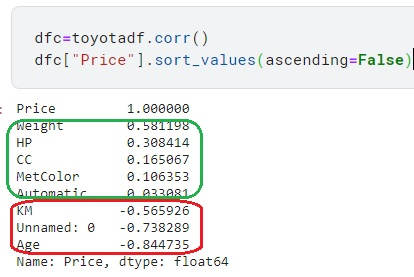 dfc=toyotadf.corr()
dfc["Price"].sort_values(ascending=False)
: Price 1.000000
Weight 0.581198
HP 0.308414
CC 0.165067
MetColor 0.106353
Automatic 0.033081
KM -0.565926
Unnamed: 0 -0.738289
Age -0.844735
Name: Price, dtype: float64